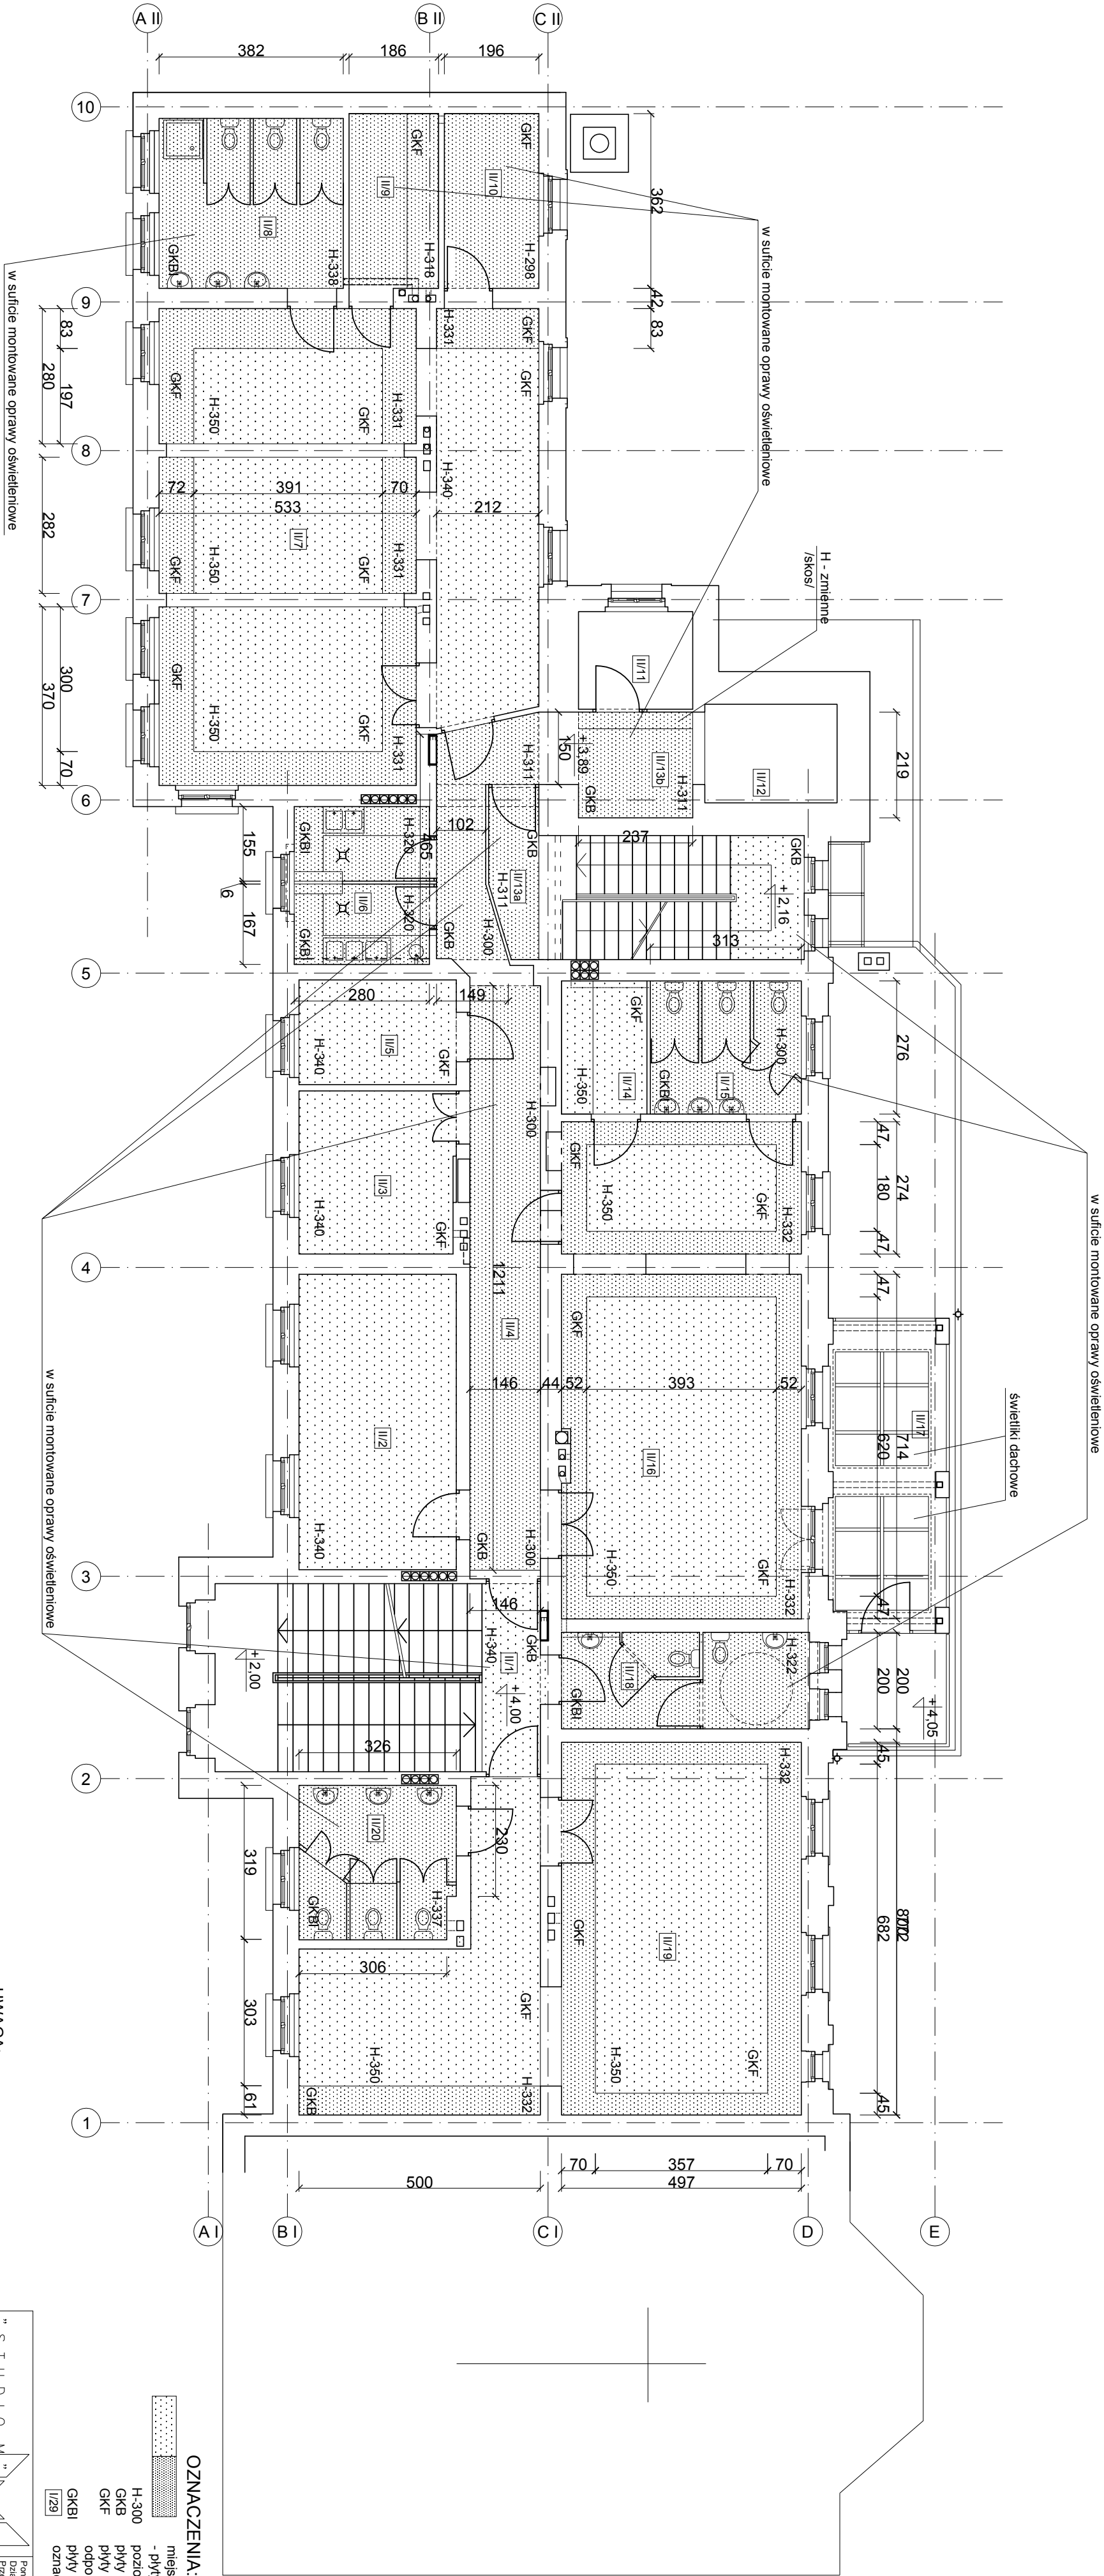 A II
B II
C II
382
186
196
10
9
8
7
6
5
4
3
2
1
GKF
II/10
H-298
GKF
II/9
H-318
II/8
H-338
GKBI
362
42
83
w suficie montowane oprawy oświetleniowe
w suficie montowane oprawy oświetleniowe
83
197
280
282
300
70
370
H-331
GKF
GKF
H-331
GKF
H-350
GKF
H-340
212
72
391
70
533
II/7
H-331
GKF
H-350
GKF
GKF
H-350
GKF
H-331
H - zmienne
/skos/
II/11
II/12
219
+ 3,89
150
II/13b
H-311
GKB
H-311
102
465
GKB
II/13a
H-311
H-300
GKB
237
GKB
+ 2,16
313
H-320
GKBI
II/6
H-320
GKBI
155
6
167
280
149
II/5
GKF
H-340
H-300
II/3
GKF
H-340
1211
II/4
146
44
52
393
52
GKF
II/14
H-350
H-300
II/15
GKBI
276
47
180
47
274
GKF
H-350
GKF
H-332
w suficie montowane oprawy oświetleniowe
świetliki dachowe
47
620
714
47
II/17
GKF
II/16
H-350
GKF
H-332
II/2
H-340
GKB
H-300
w suficie montowane oprawy oświetleniowe
146
GKB
H-340
II/1
+ 4,00
+ 2,00
326
H-322
II/18
GKBI
200
200
+ 4,05
45
682
45
H-332
GKF
II/19
H-350
GKF
230
II/20
H-337
GKBI
319
306
303
61
GKF
H-350
H-332
GKB
500
70
357
70
497
A I
B I
C I
D
E
UWAGA:
OZNACZENIA:
H-300
GKB
GKF
GKBI
I/29
" S T U D I O M "